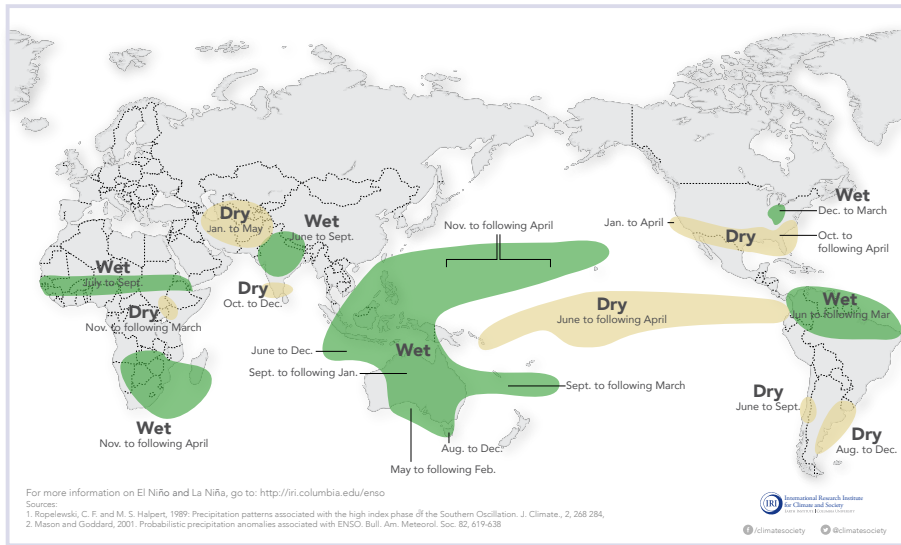 Wet
Dec. to March
Nov. to following April
Jan. to April
Oct. to
following April
Dry
Dry
Jan. to May
Wet
June to Sept.
Wet
July to Sept.
Dry
Oct. to Dec.
Dry
Nov. to following March
Dry
June to following April
Wet
Jun to following Mar
June to Dec.
Wet
Sept. to following Jan.
Sept. to following March
Dry
June to Sept.
Wet
Nov. to following April
Aug. to Dec.
May to following Feb.
Dry
Aug. to Dec.
For more information on El Niño and La Niña, go to: http://iri.columbia.edu/enso
Sources:
1. Ropelewski, C. F. and M. S. Halpert, 1989: Precipitation patterns associated with the high index phase of the Southern Oscillation. J. Climate., 2, 268 284,
2. Mason and Goddard, 2001. Probabilistic precipitation anomalies associated with ENSO. Bull. Am. Meteorol. Soc. 82, 619-638
IRI
International Research Institute
for Climate and Society
EARTH INSTITUTE | COLUMBIA UNIVERSITY
/climatesociety
@climatesociety